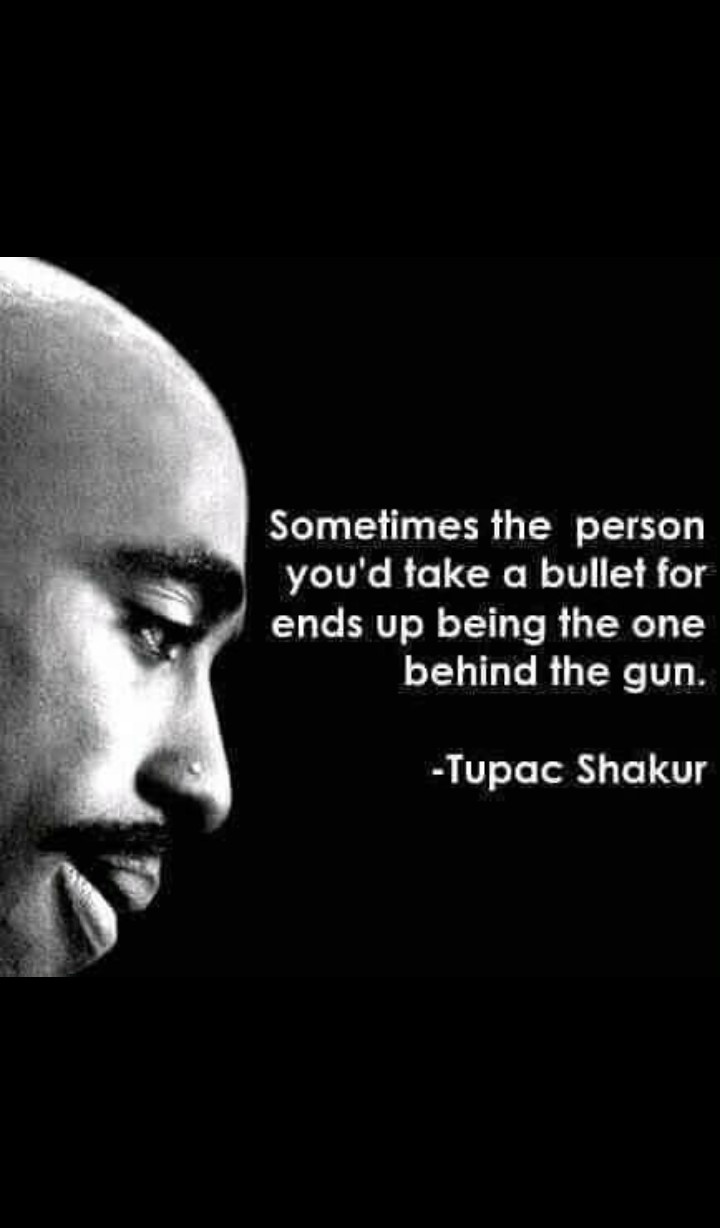 Sometimes the person
you'd take a bullet for
ends up being the one
behind the gun.
-Tupac Shakur